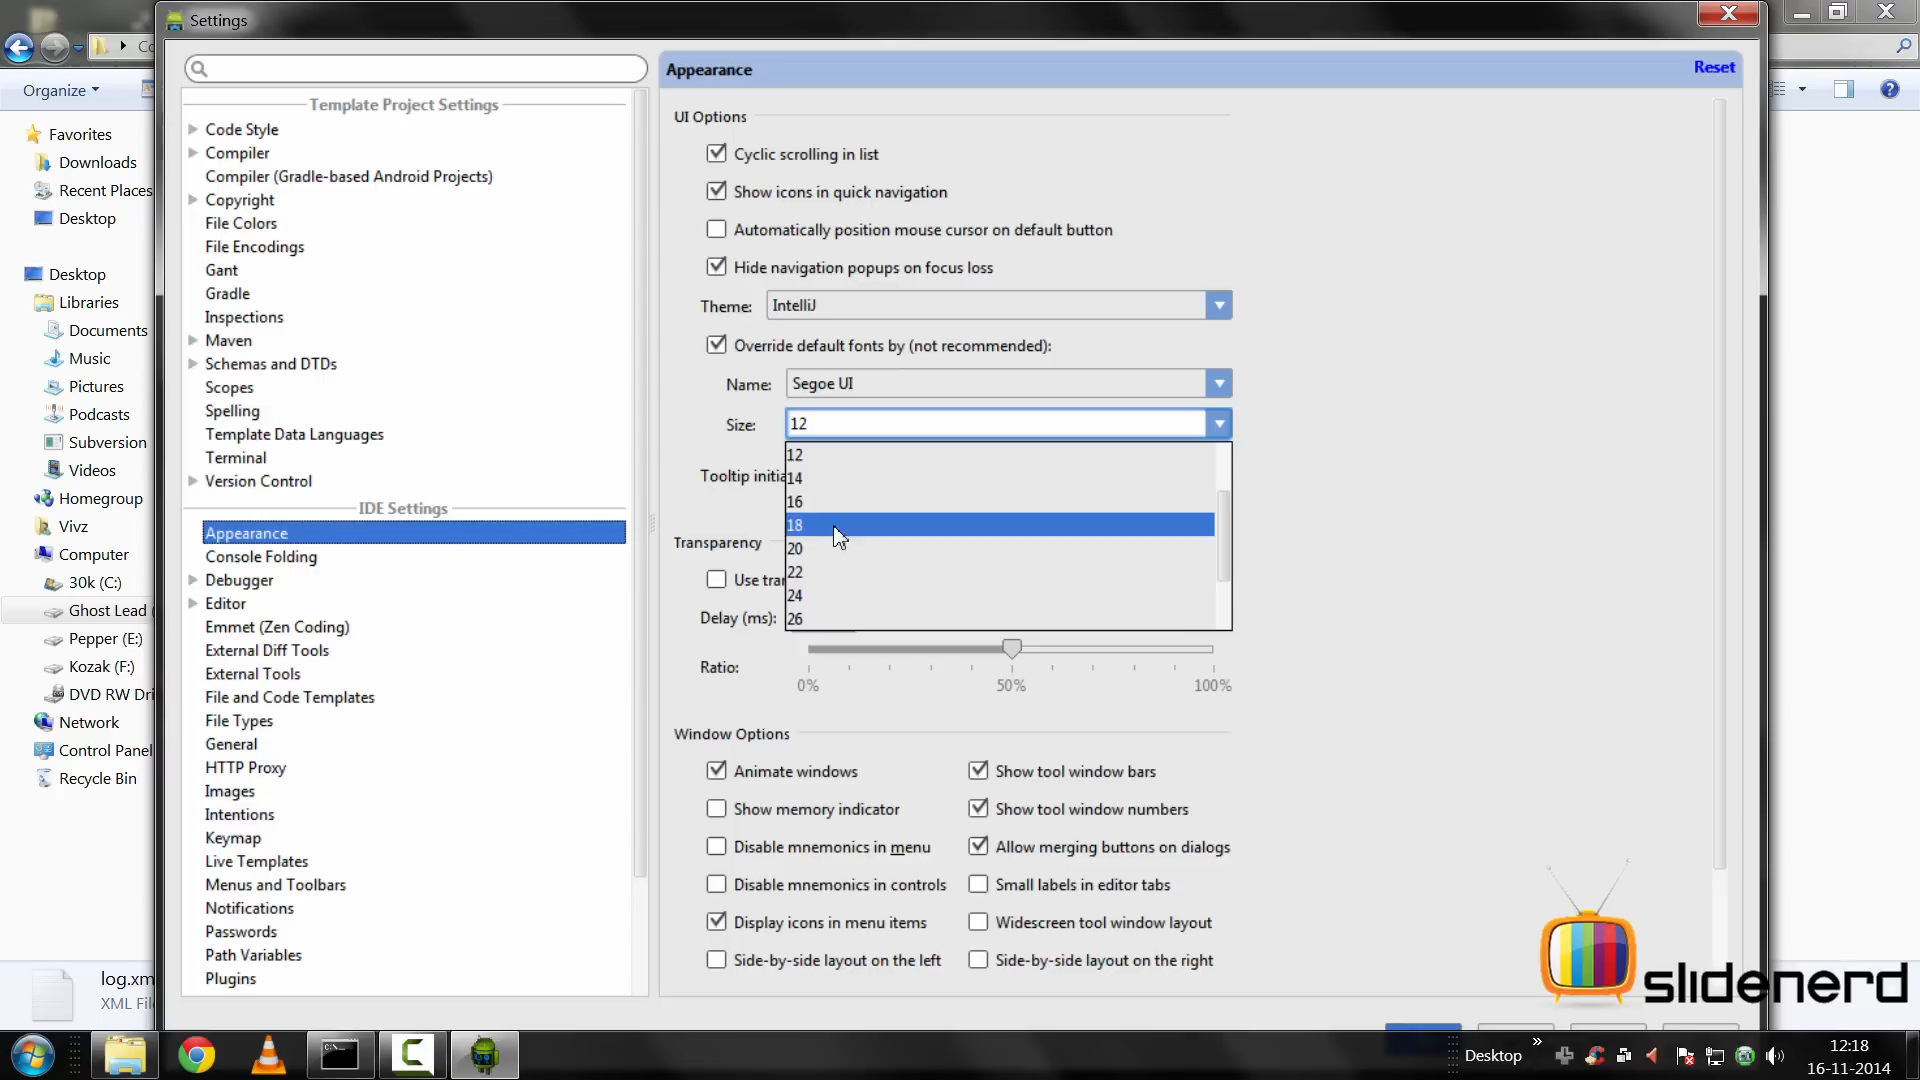 Settings
Co
Organize
Favorites
Downloads
Recent Places
Desktop
Desktop
Libraries
Documents
Music
Pictures
Podcasts
Subversion
Videos
Homegroup
Vivz
Computer
30k (C:)
Ghost Lead (
Pepper (E:)
Kozak (F:)
DVD RW Dri
Network
Control Panel
Recycle Bin
log.xm
XML File
Template Project Settings
Code Style
Compiler
Compiler (Gradle-based Android Projects)
Copyright
File Colors
File Encodings
Gant
Gradle
Inspections
Maven
Schemas and DTDs
Scopes
Spelling
Template Data Languages
Terminal
Version Control
IDE Settings
Appearance
Console Folding
Debugger
Editor
Emmet (Zen Coding)
External Diff Tools
External Tools
File and Code Templates
File Types
General
HTTP Proxy
Images
Intentions
Keymap
Live Templates
Menus and Toolbars
Notifications
Passwords
Path Variables
Plugins
Appearance
Reset
UI Options
Cyclic scrolling in list
Show icons in quick navigation
Automatically position mouse cursor on default button
Hide navigation popups on focus loss
Theme: IntelliJ
Override default fonts by (not recommended):
Name: Segoe UI
Size: 12
12
Tooltip initia
14
16
18
Transparency
20
22
Use tran
24
Delay (ms):
26
Ratio:
0% 50% 100%
Window Options
Animate windows Show tool window bars
Show memory indicator Show tool window numbers
Disable mnemonics in menu Allow merging buttons on dialogs
Disable mnemonics in controls Small labels in editor tabs
Display icons in menu items Widescreen tool window layout
Side-by-side layout on the left Side-by-side layout on the right
slidenerd
C:\
Desktop
»
12:18
16-11-2014